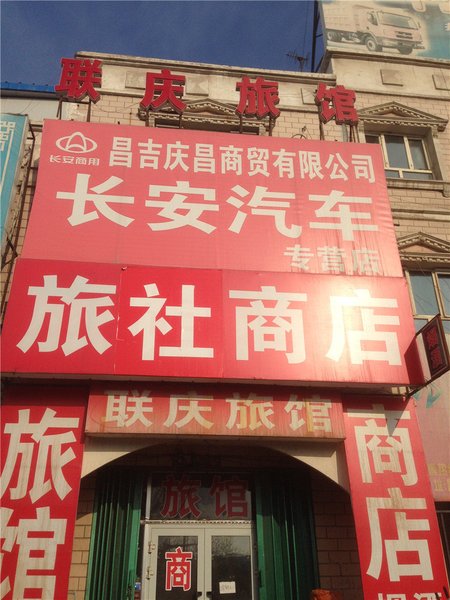 联庆旅馆
长安商用
昌吉庆昌商贸有限公司
长安汽车
专营店
旅社商店
联庆旅馆
旅馆
商店
旅馆
商